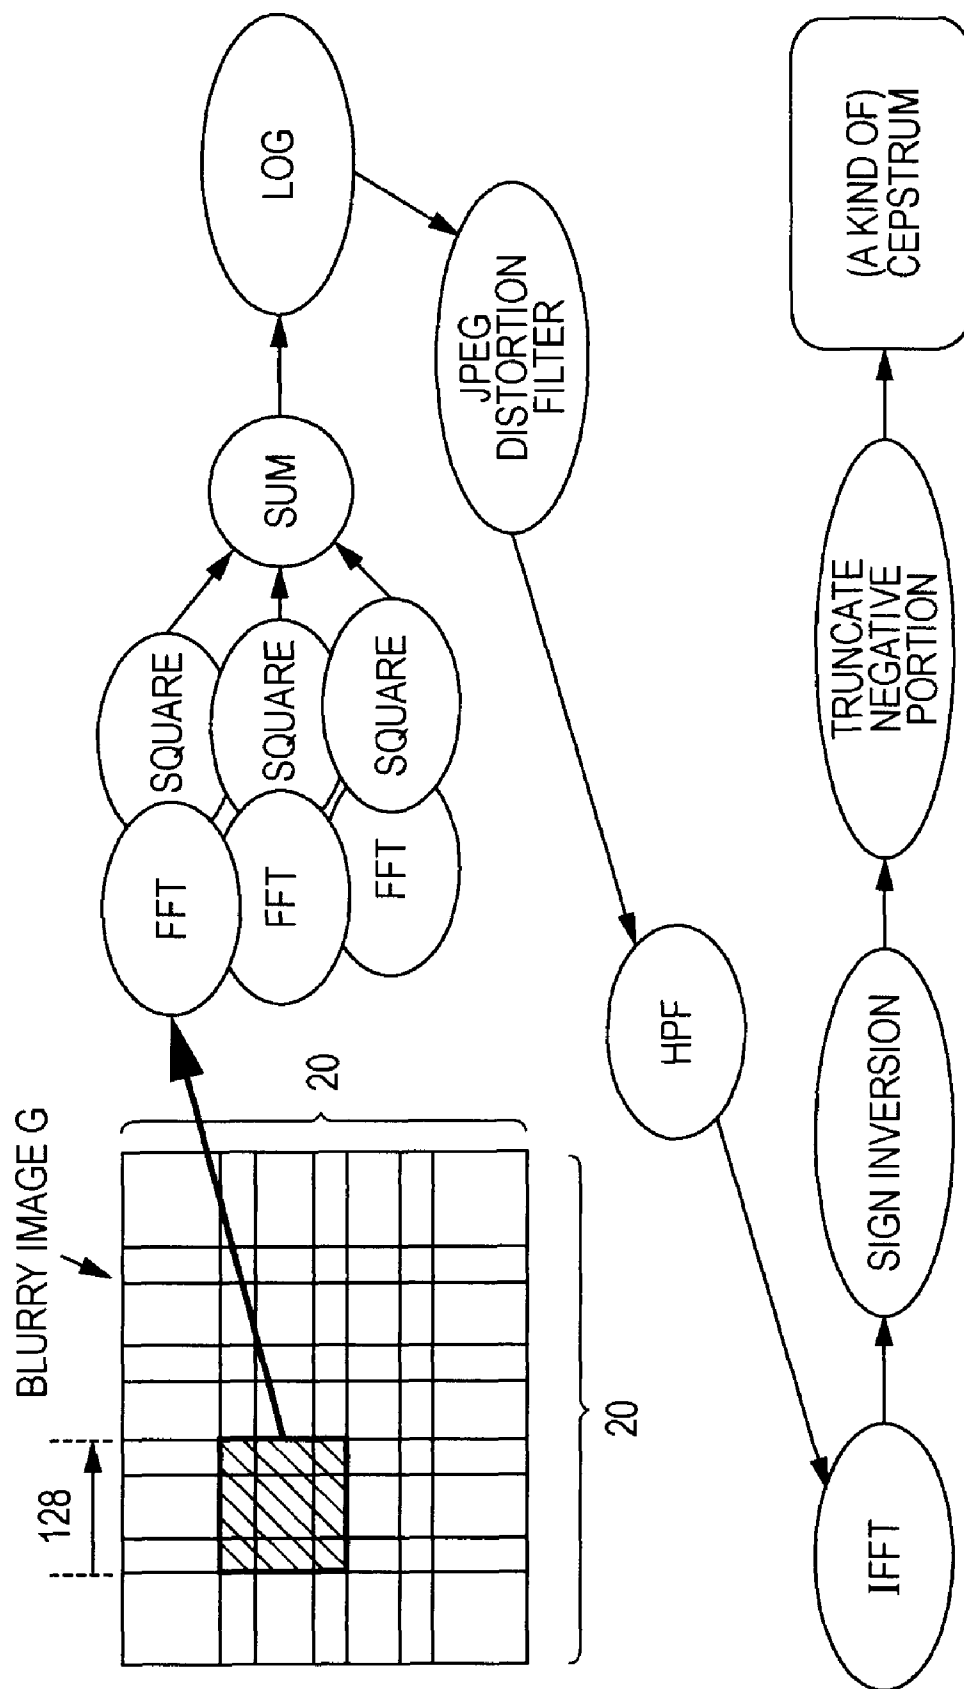 BLURRY IMAGE G
128
20
20
FFT
FFT
FFT
SQUARE
SQUARE
SQUARE
SUM
LOG
JPEG
DISTORTION
FILTER
HPF
IFFT
SIGN INVERSION
TRUNCATE
NEGATIVE
PORTION
(A KIND OF)
CEPSTRUM